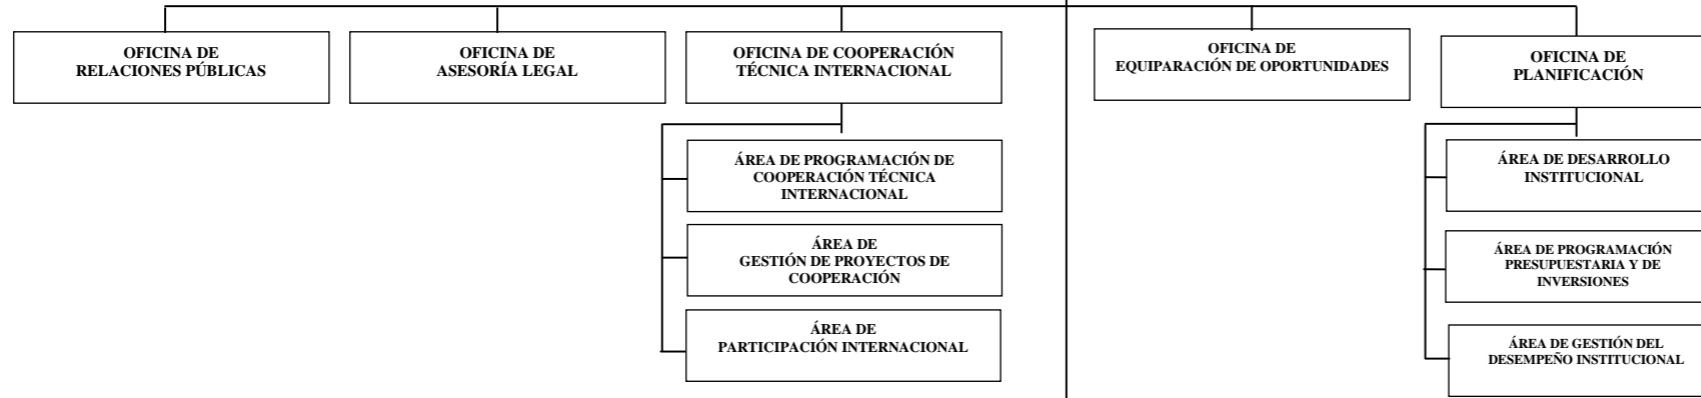 OFICINA DE
RELACIONES PÚBLICAS
OFICINA DE
ASESORÍA LEGAL
OFICINA DE COOPERACIÓN
TÉCNICA INTERNACIONAL
OFICINA DE
EQUIPARACIÓN DE OPORTUNIDADES
OFICINA DE
PLANIFICACIÓN
ÁREA DE PROGRAMACIÓN DE
COOPERACIÓN TÉCNICA
INTERNACIONAL
ÁREA DE
GESTIÓN DE PROYECTOS DE
COOPERACIÓN
ÁREA DE
PARTICIPACIÓN INTERNACIONAL
ÁREA DE DESARROLLO
INSTITUCIONAL
ÁREA DE PROGRAMACIÓN
PRESUPUESTARIA Y DE
INVERSIONES
ÁREA DE GESTIÓN DEL
DESEMPEÑO INSTITUCIONAL